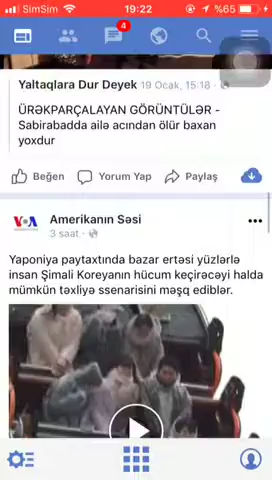 SimSim 19:22 %65
4
Yaltaqlara Dur Deyek 19 Ocak, 15:18 ·
ÜRƏKPARÇALAYAN GÖRÜNTÜLƏR -
Sabirabadda ailə acından ölür baxan
yoxdur
Beğen Yorum Yap Paylaş
VOA Amerikanın Səsi
3 saat ·
Yaponiya paytaxtında bazar ertəsi yüzlərlə
insan Şimali Koreyanın hücum keçirəcəyi halda
mümkün təxliyə ssenarisini məşq ediblər.